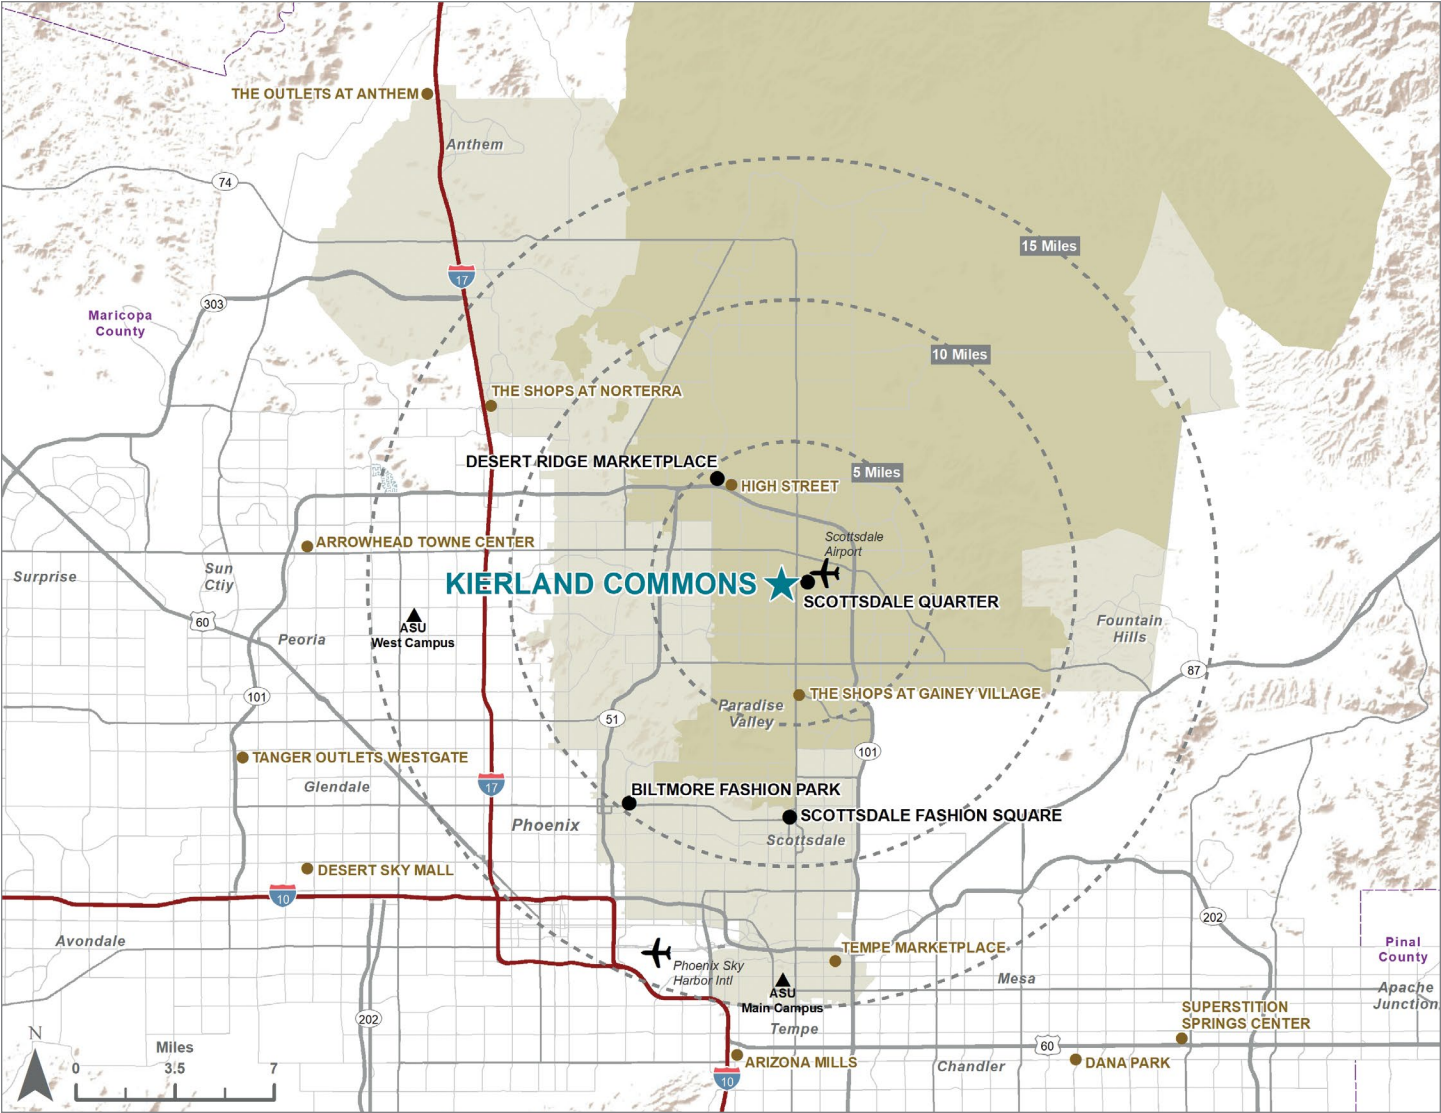 THE OUTLETS AT ANTHEM
Anthem
74
15 Miles
17
303
Maricopa
County
10 Miles
THE SHOPS AT NORTERRA
DESERT RIDGE MARKETPLACE
5 Miles
HIGH STREET
ARROWHEAD TOWNE CENTER
Scottsdale
Airport
Surprise
Sun
Ctiy
KIERLAND COMMONS
SCOTTSDALE QUARTER
60
ASU
West Campus
Peoria
Fountain
Hills
87
101
THE SHOPS AT GAINEY VILLAGE
Paradise
Valley
51
101
TANGER OUTLETS WESTGATE
Glendale
17
BILTMORE FASHION PARK
SCOTTSDALE FASHION SQUARE
Phoenix
Scottsdale
DESERT SKY MALL
10
202
Avondale
TEMPE MARKETPLACE
Pinal
County
Phoenix Sky
Harbor Intl
ASU
Main Campus
Mesa
Apache
Junction
202
Tempe
SUPERSTITION
SPRINGS CENTER
N
Miles
0 3.5 7
60
ARIZONA MILLS
Chandler
DANA PARK
10